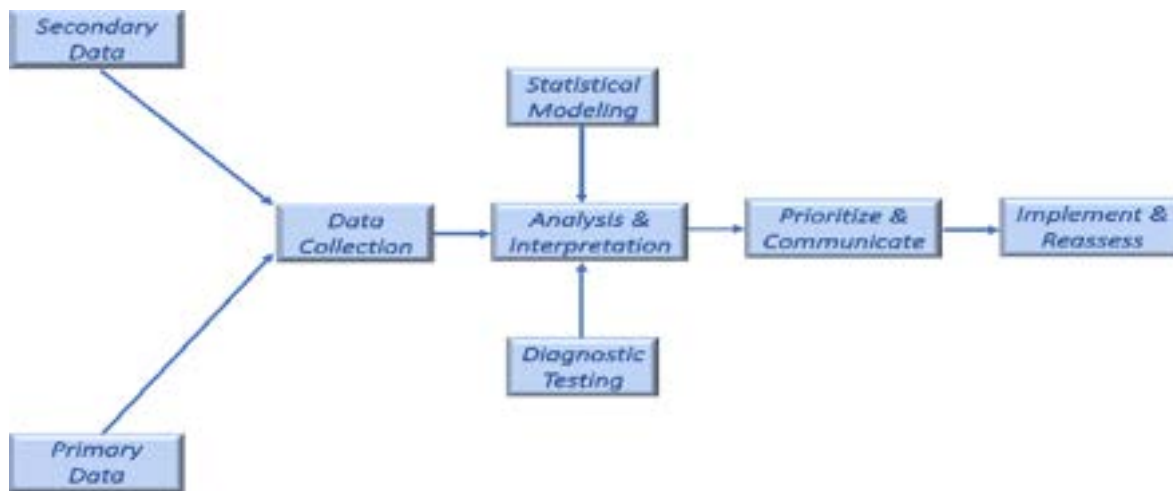 Secondary
Data
Statistical
Modeling
Data
Collection
Analysis &
Interpretation
Prioritize &
Communicate
Implement &
Reassess
Diagnostic
Testing
Primary
Data